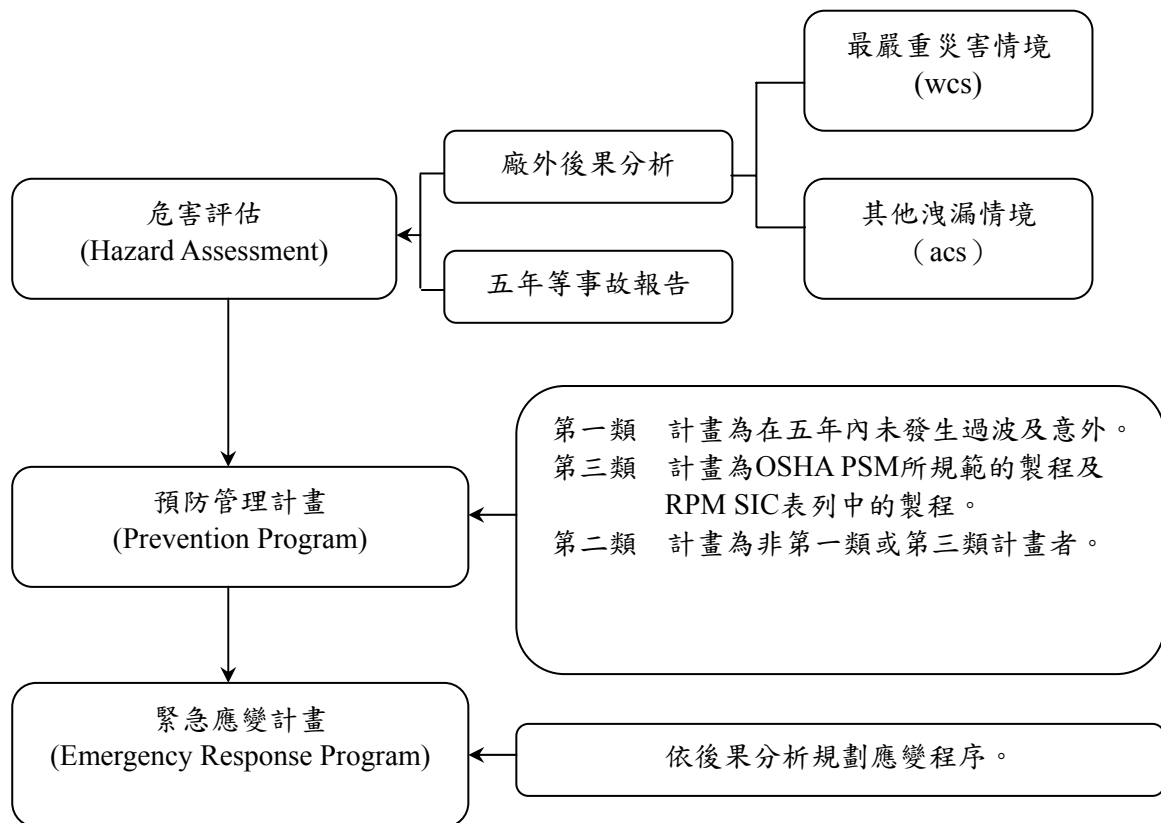 最嚴重災害情境
(wcs)
廠外後果分析
其他洩漏情境
（acs）
危害評估
(Hazard Assessment)
五年等事故報告
第一類　計畫為在五年內未發生過波及意外。
第三類　計畫為OSHA PSM所規範的製程及
RPM SIC表列中的製程。
第二類　計畫為非第一類或第三類計畫者。
預防管理計畫
(Prevention Program)
緊急應變計畫
(Emergency Response Program)
依後果分析規劃應變程序。